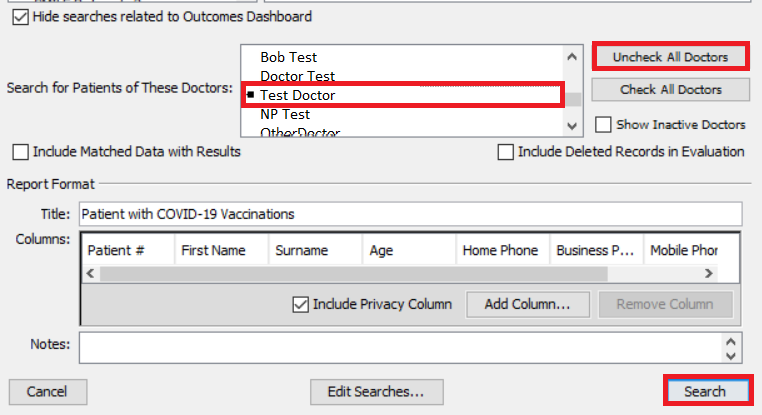 Hide searches related to Outcomes Dashboard
Bob Test
Doctor Test
Test Doctor
NP Test
OtherDoctor
Search for Patients of These Doctors:
Uncheck All Doctors
Check All Doctors
Show Inactive Doctors
Include Matched Data with Results
Include Deleted Records in Evaluation
Report Format
Title: Patient with COVID-19 Vaccinations
Columns:
Patient # First Name Surname Age Home Phone Business P... Mobile Phor
Include Privacy Column Add Column... Remove Column
Notes:
Cancel Edit Searches... Search